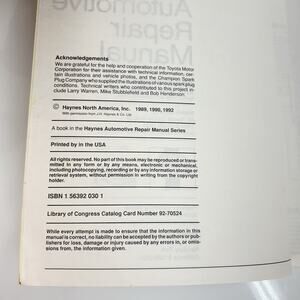 Automotive
Repair
Manual
Acknowledgements
We are grateful for the help and cooperation of the Toyota Motor
Corporation for their assistance with technical information, cer-
tain illustrations and vehicle photos, and the Champion Spark
Plug Company who supplied the illustrations of various spark plug
conditions. Technical writers who contributed to this project in-
clude Larry Warren, Mike Stubblefield and Bob Henderson.
© Haynes North America, Inc. 1989, 1990, 1992
With permission from J.H. Haynes & Co. Ltd.
A book in the Haynes Automotive Repair Manual Series
Printed by in the USA
All rights reserved. No part of this book may be reproduced or trans-
mitted in any form or by any means, electronic or mechanical,
including photocopying, recording or by any information storage or
retrieval system, without permission in writing from the copyright
holder.
ISBN 1 56392 030 1
Library of Congress Catalog Card Number 92-70524
While every attempt is made to ensure that the information in this
manual is correct, no liability can be accepted by the authors or pub-
lishers for loss, damage or injury caused by any errors in, or omis-
sions from, the information given.